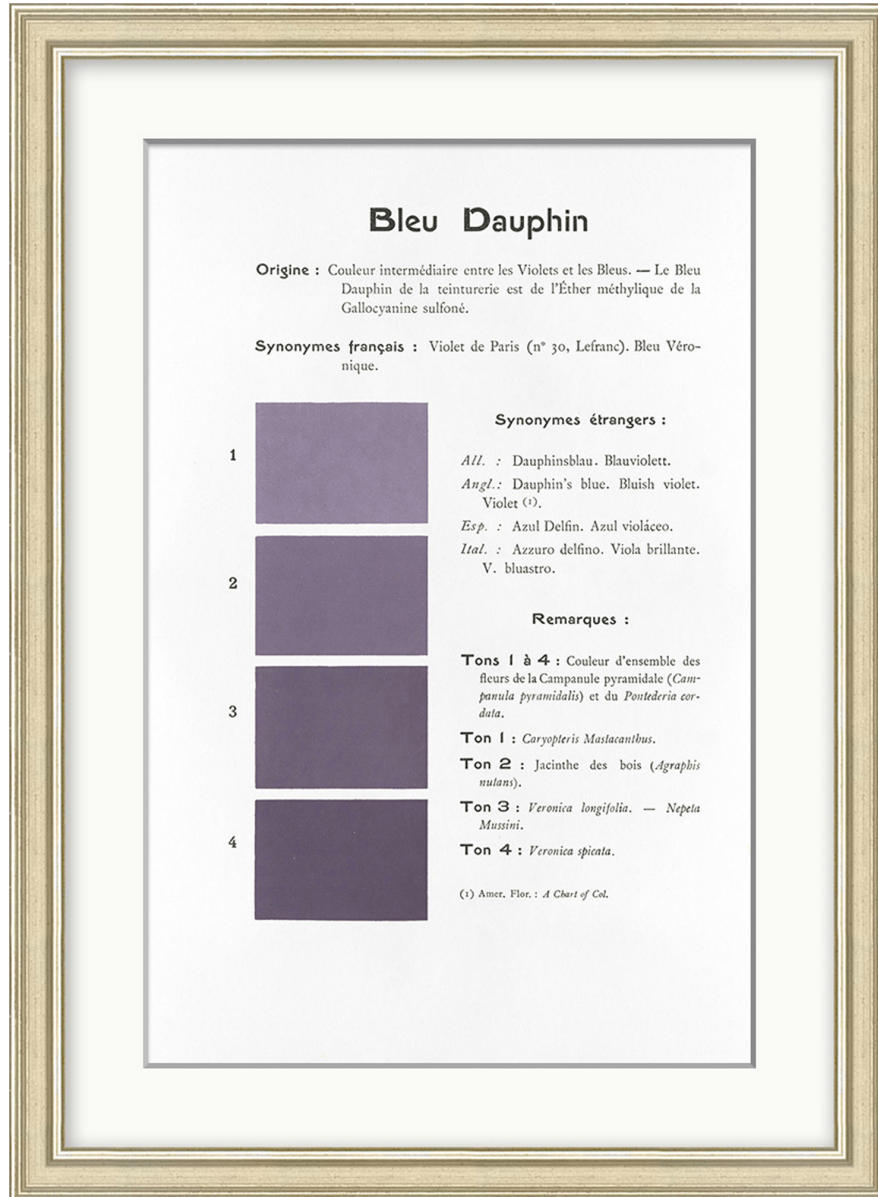 Bleu Dauphin
Origine : Couleur intermédiaire entre les Violets et les Bleus. — Le Bleu
Dauphin de la teinturerie est de l'Éther méthylique de la
Gallocyanine sulfoné.
Synonymes français : Violet de Paris (n° 30, Lefranc). Bleu Véro-
nique.
1
2
3
4
Synonymes étrangers :
All. : Dauphinsblau. Blauviolett.
Angl.: Dauphin's blue. Bluish violet.
Violet (1).
Esp. : Azul Delfin. Azul violáceo.
Ital. : Azzuro delfino. Viola brillante.
V. bluastro.
Remarques :
Tons 1 à 4 : Couleur d'ensemble des
fleurs de la Campanule pyramidale (Cam-
panula pyramidalis) et du Pontederia cor-
data.
Ton 1 : Caryopteris Mastacanthus.
Ton 2 : Jacinthe des bois (Agraphis
nutans).
Ton 3 : Veronica longifolia. — Nepeta
Mussini.
Ton 4 : Veronica spicata.
(1) Amer. Flor. : A Chart of Col.